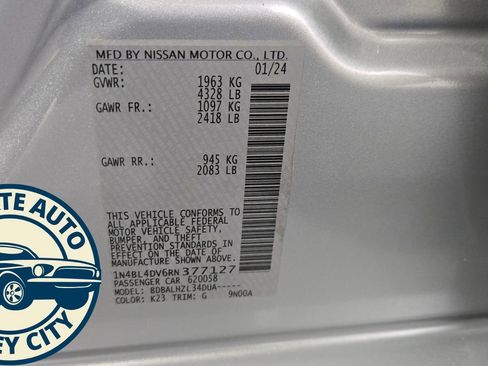 MFD BY NISSAN MOTOR CO., LTD.
DATE: 01/24
GVWR: 1963 KG
4328 LB
GAWR FR.: 1097 KG
2418 LB
GAWR RR.: 945 KG
2083 LB
THIS VEHICLE CONFORMS TO
ALL APPLICABLE FEDERAL
MOTOR VEHICLE SAFETY,
BUMPER, AND THEFT
PREVENTION STANDARDS IN
EFFECT ON THE DATE OF
MANUFACTURE SHOWN ABOVE.
1N4BL4DV6RN377127
PASSENGER CAR 620058
MODEL: BDBALHZL34DUA-----
COLOR: K23 TRIM: G 9N00A
TE AUTO
EY CITY